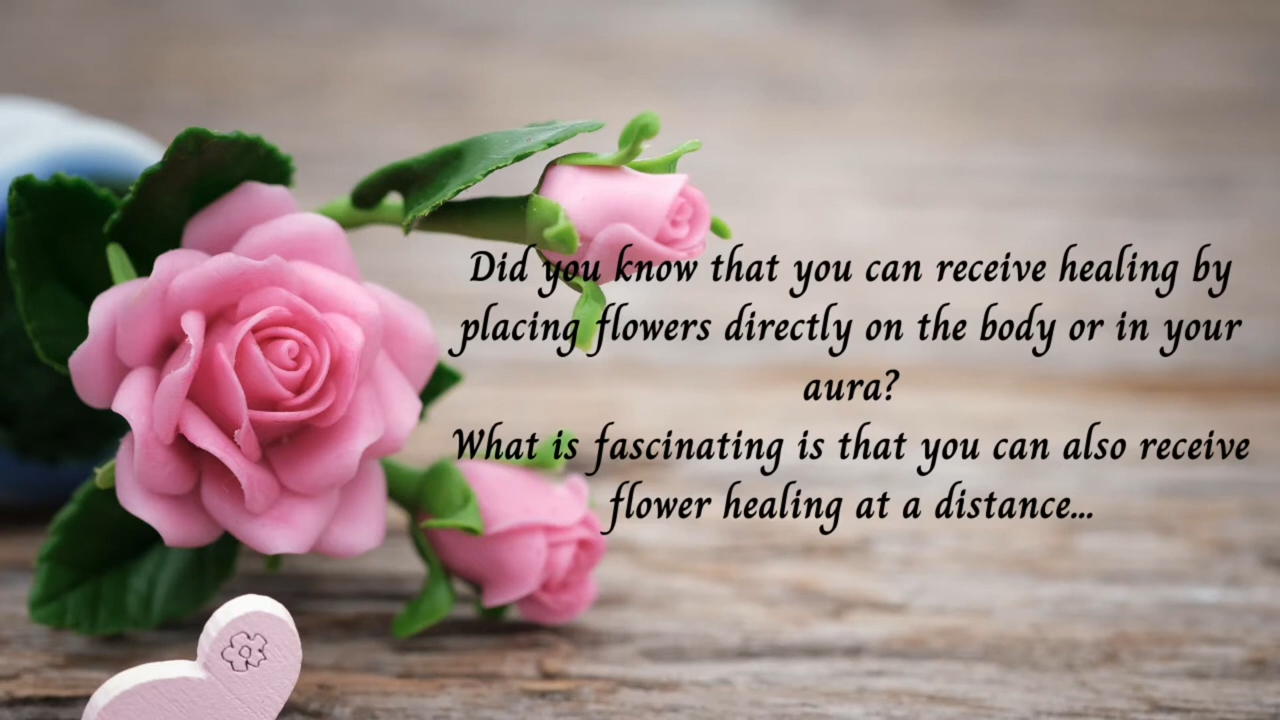 Did you know that you can receive healing by
placing flowers directly on the body or in your
aura?
What is fascinating is that you can also receive
flower healing at a distance...